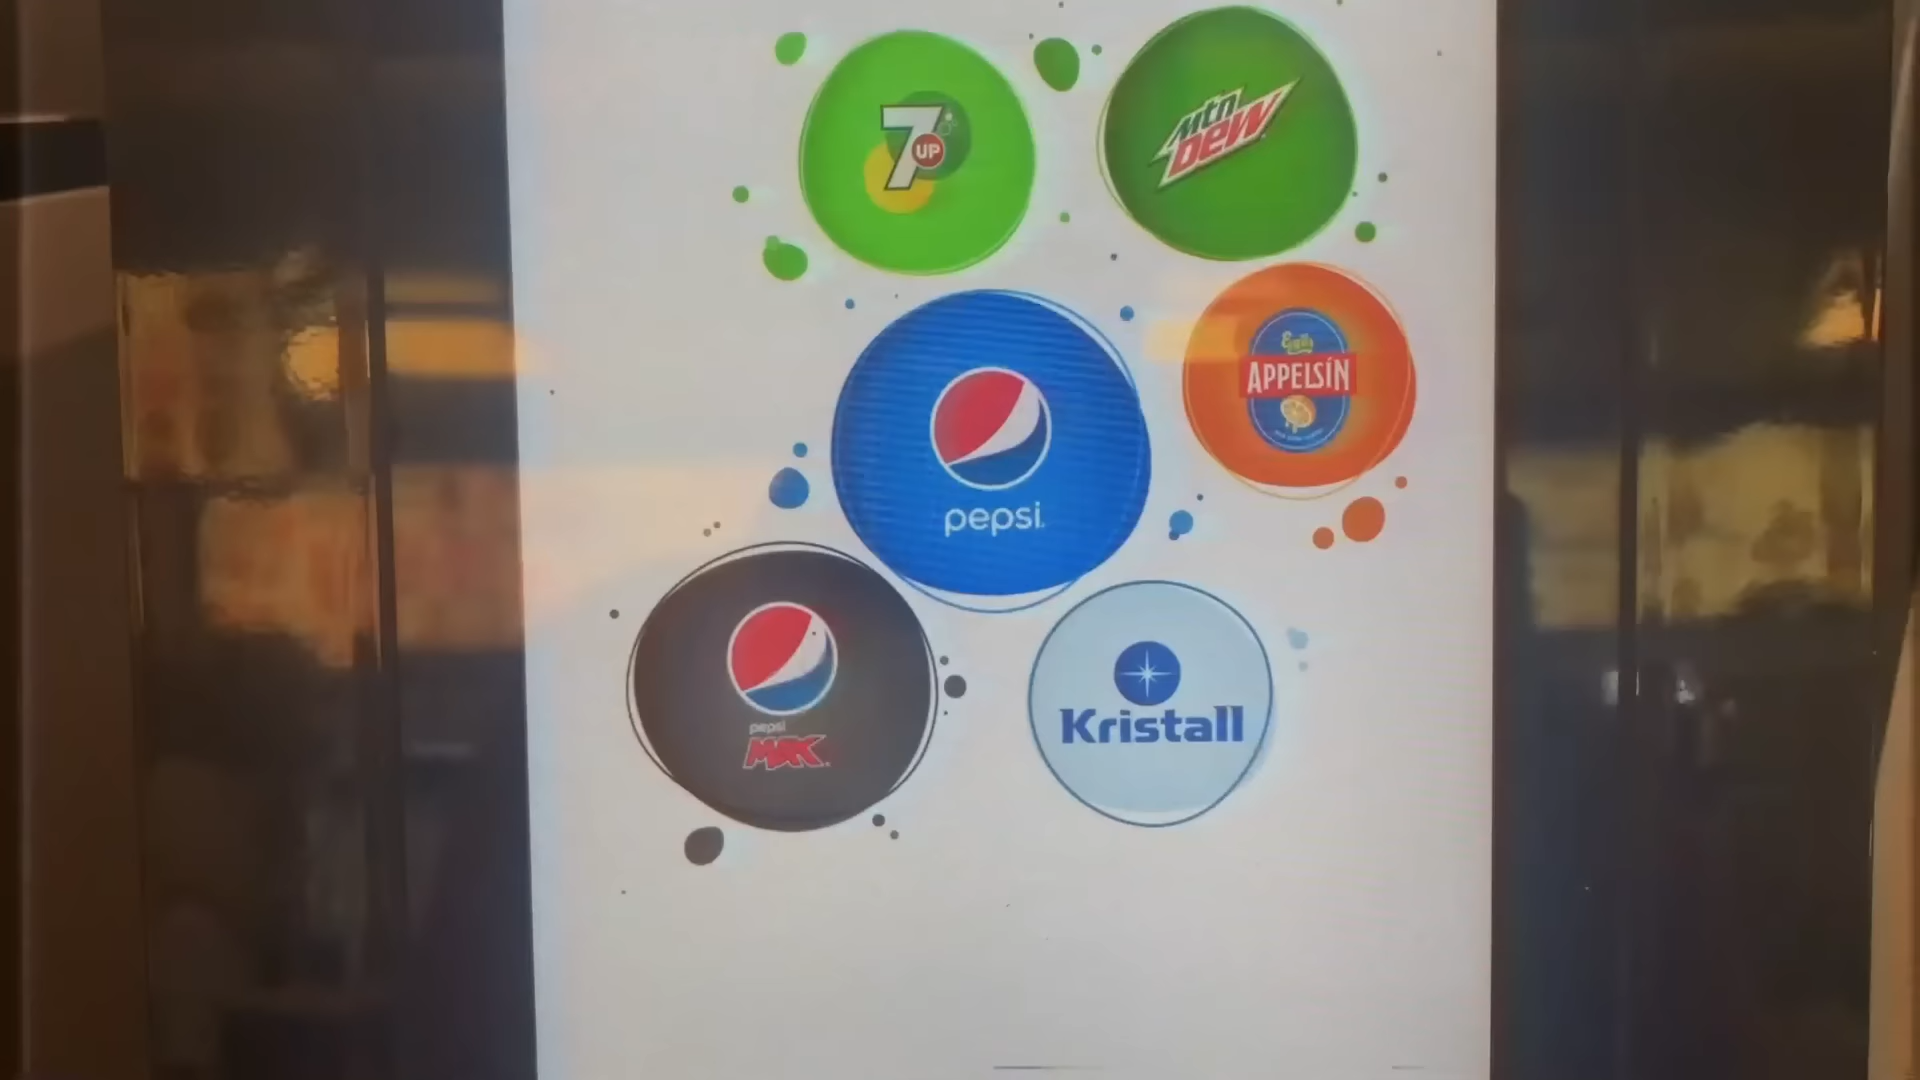 7
UP
mtn
DEW
Egils
APPELSÍN
pepsi
pepsi
MAX
Kristall